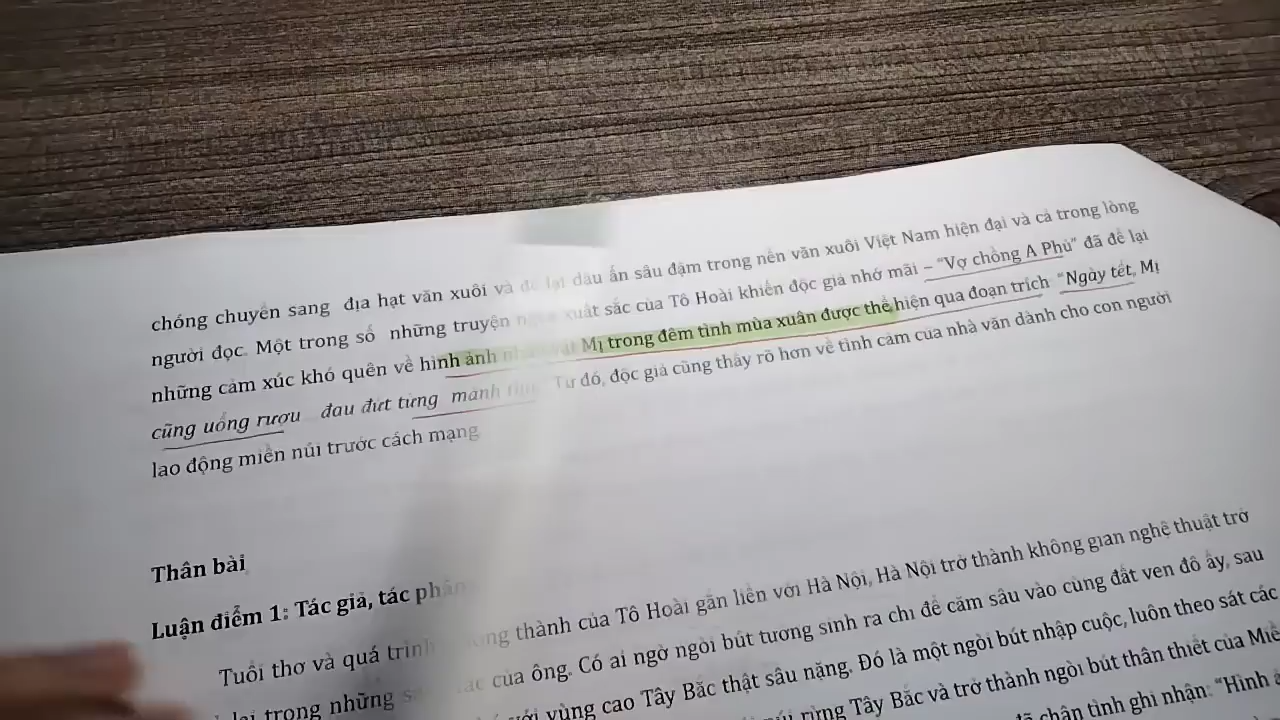 chóng chuyển sang địa hạt văn xuôi và để lại dấu ấn sâu đậm trong nền văn xuôi Việt Nam hiện đại và cả trong lòng
người đọc. Một trong số những truyện xuất sắc của Tô Hoài khiến độc giả nhớ mãi – "Vợ chồng A Phủ" đã để lại
những cảm xúc khó quên về hình ảnh Mị trong đêm tình mùa xuân được thể hiện qua đoạn trích "Ngày tết, Mị
cũng uống rượu đau đứt từng mảnh Từ đó, độc giả cũng thấy rõ hơn về tình cảm của nhà văn dành cho con người
lao động miền núi trước cách mạng
Thân bài
Luận điểm 1: Tác giả, tác phẩm
Tuổi thơ và quá trình thành của Tô Hoài gắn liền với Hà Nội, Hà Nội trở thành không gian nghệ thuật trở
trong những của ông. Có ai ngờ ngòi bút tương sinh ra chỉ để cắm sâu vào cùng đất ven đô ấy, sau
với vùng cao Tây Bắc thật sâu nặng. Đó là một ngòi bút nhập cuộc, luôn theo sát các
rừng Tây Bắc và trở thành ngòi bút thân thiết của
chân tình ghi nhận: "Hình